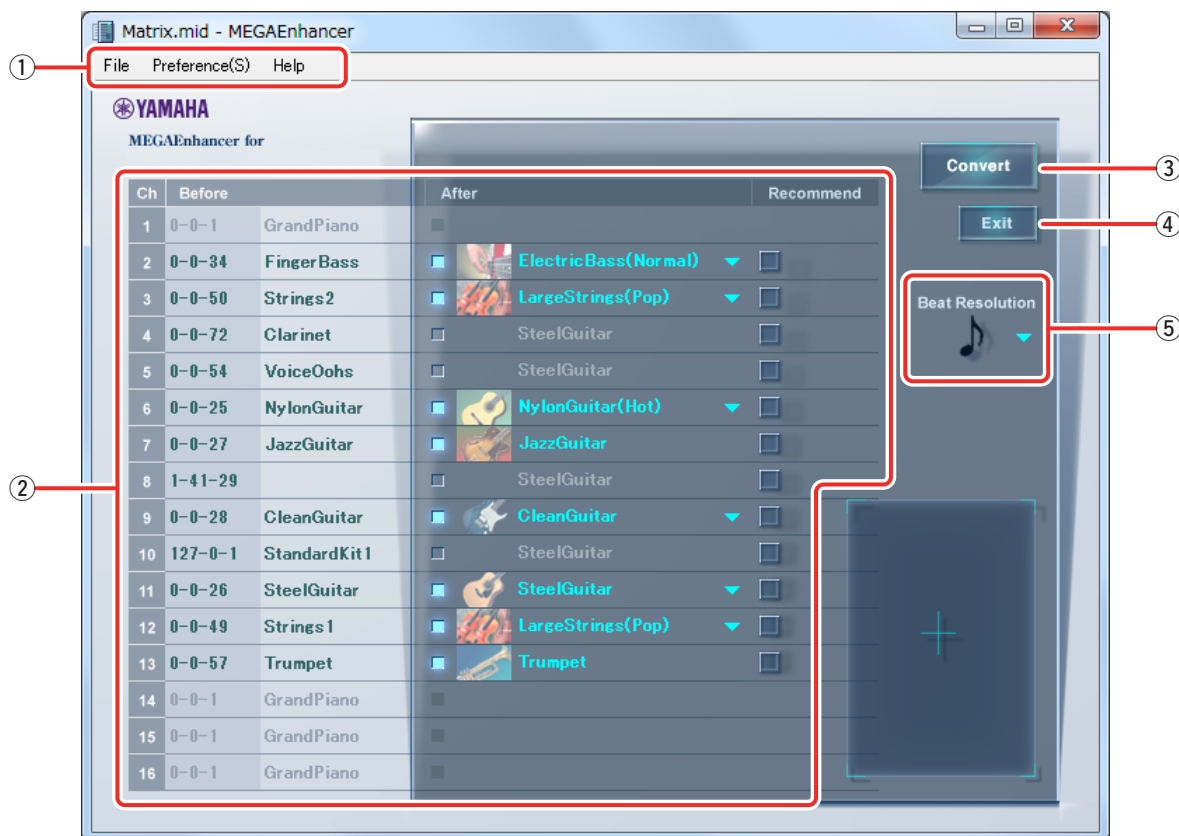 Matrix.mid - MEGAEnhancer
① File Preference(S) Help
YAMAHA
MEGAEnhancer for
Convert ③
Ch Before After Recommend
Exit ④
1 0-0-1 GrandPiano
2 0-0-34 FingerBass ElectricBass(Normal)
3 0-0-50 Strings2 LargeStrings(Pop)
Beat Resolution
⑤
4 0-0-72 Clarinet SteelGuitar
5 0-0-54 VoiceOohs SteelGuitar
6 0-0-25 NylonGuitar NylonGuitar(Hot)
7 0-0-27 JazzGuitar JazzGuitar
② 8 1-41-29 SteelGuitar
9 0-0-28 CleanGuitar CleanGuitar
10 127-0-1 StandardKit1 SteelGuitar
11 0-0-26 SteelGuitar SteelGuitar
12 0-0-49 Strings1 LargeStrings(Pop)
13 0-0-57 Trumpet Trumpet
14 0-0-1 GrandPiano
15 0-0-1 GrandPiano
16 0-0-1 GrandPiano